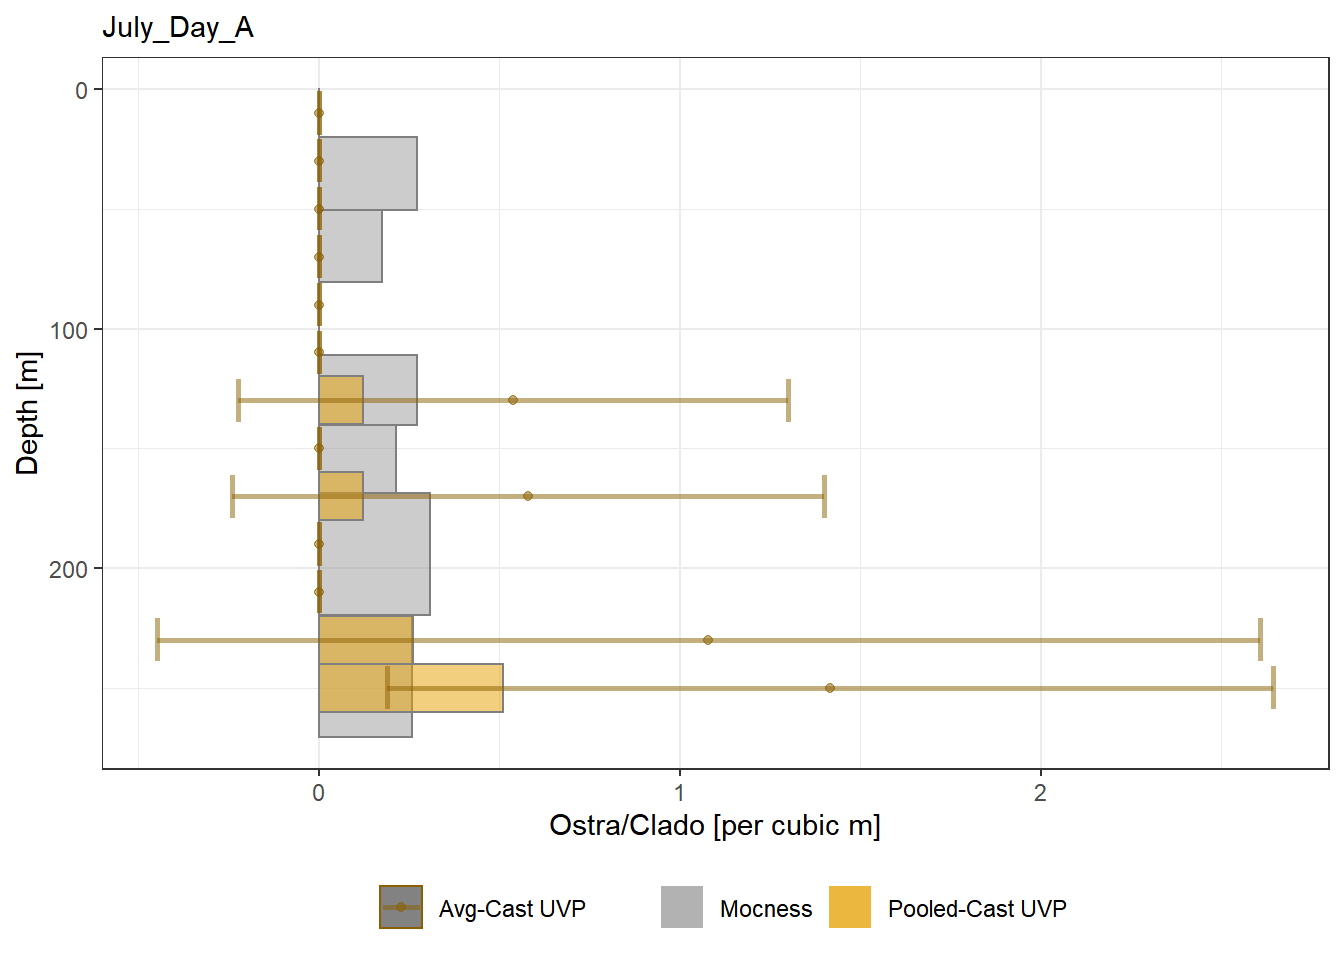 July_Day_A
0
100
200
Depth [m]
0 1 2
Ostra/Clado [per cubic m]
Avg-Cast UVP Mocness Pooled-Cast UVP